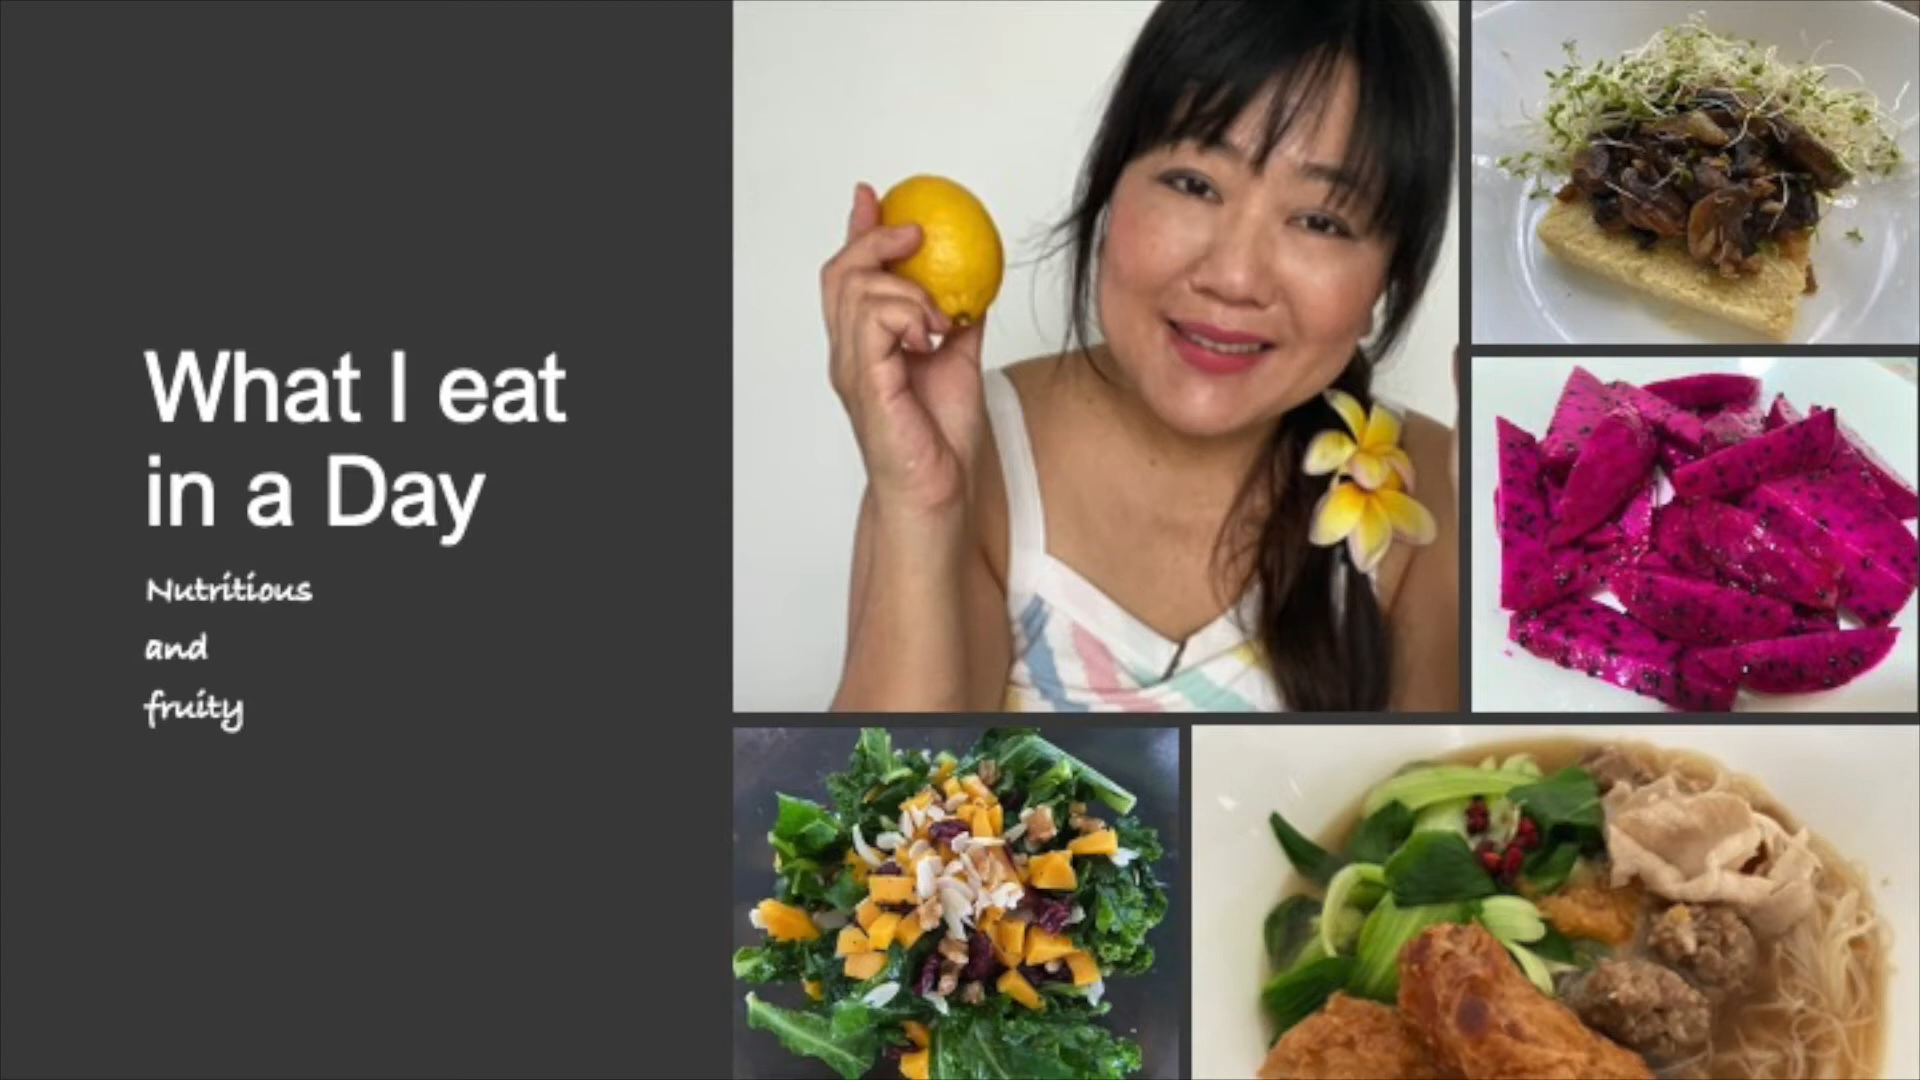 What I eat
in a Day
Nutritious
and
fruity